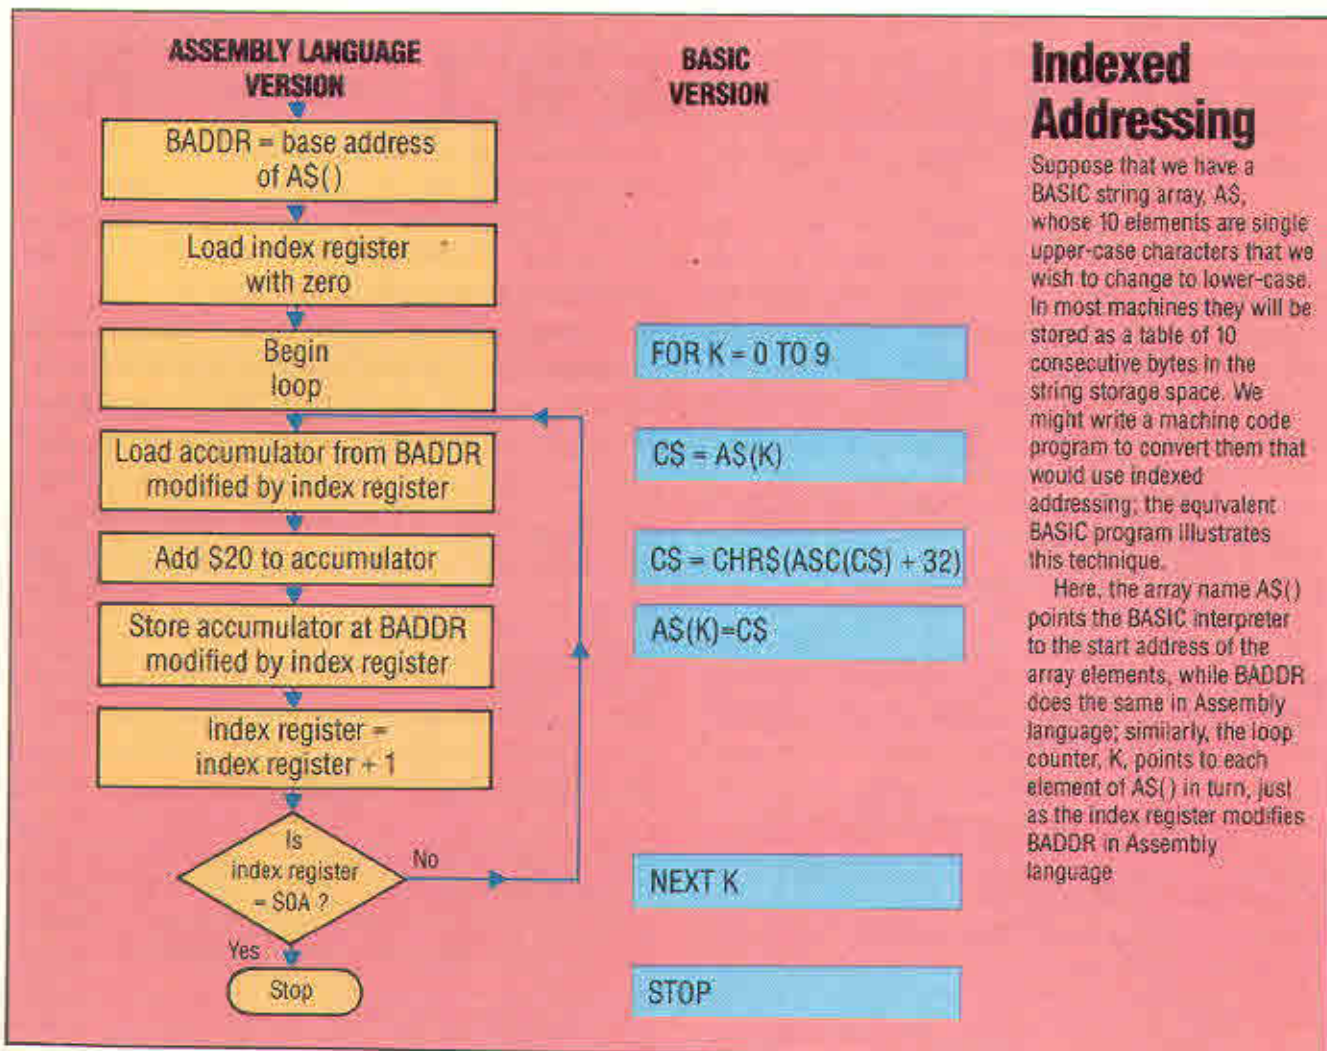 ASSEMBLY LANGUAGE
VERSION
BADDR = base address
of A$()
Load index register
with zero
Begin
loop
Load accumulator from BADDR
modified by index register
Add $20 to accumulator
Store accumulator at BADDR
modified by index register
Index register =
index register + 1
Is
index register
= $0A ?
No
Yes
Stop
BASIC
VERSION
FOR K = 0 TO 9
C$ = A$(K)
C$ = CHR$(ASC(C$) + 32)
A$(K)=C$
NEXT K
STOP
Indexed
Addressing
Suppose that we have a
BASIC string array, A$,
whose 10 elements are single
upper-case characters that we
wish to change to lower-case.
In most machines they will be
stored as a table of 10
consecutive bytes in the
string storage space. We
might write a machine code
program to convert them that
would use indexed
addressing; the equivalent
BASIC program illustrates
this technique.
Here, the array name A$()
points the BASIC interpreter
to the start address of the
array elements, while BADDR
does the same in Assembly
language; similarly, the loop
counter, K, points to each
element of A$() in turn, just
as the index register modifies
BADDR in Assembly
language